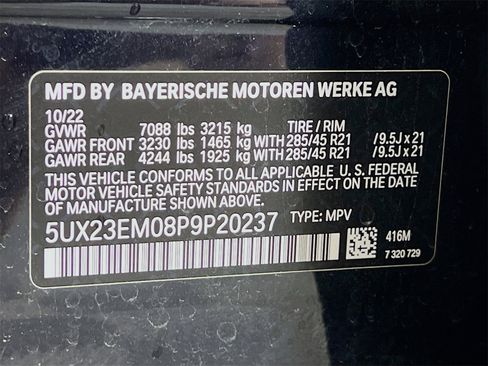 MFD BY BAYERISCHE MOTOREN WERKE AG
10/22
GVWR 7088 lbs 3215 kg TIRE / RIM
GAWR FRONT 3230 lbs 1465 kg WITH 285/45 R21 /9.5J x 21
GAWR REAR 4244 lbs 1925 kg WITH 285/45 R21 /9.5J x 21
THIS VEHICLE CONFORMS TO ALL APPLICABLE U. S. FEDERAL
MOTOR VEHICLE SAFETY STANDARDS IN EFFECT ON THE DATE
OF MANUFACTURE SHOWN ABOVE.
5UX23EM08P9P20237 TYPE: MPV
416M
7 320 729